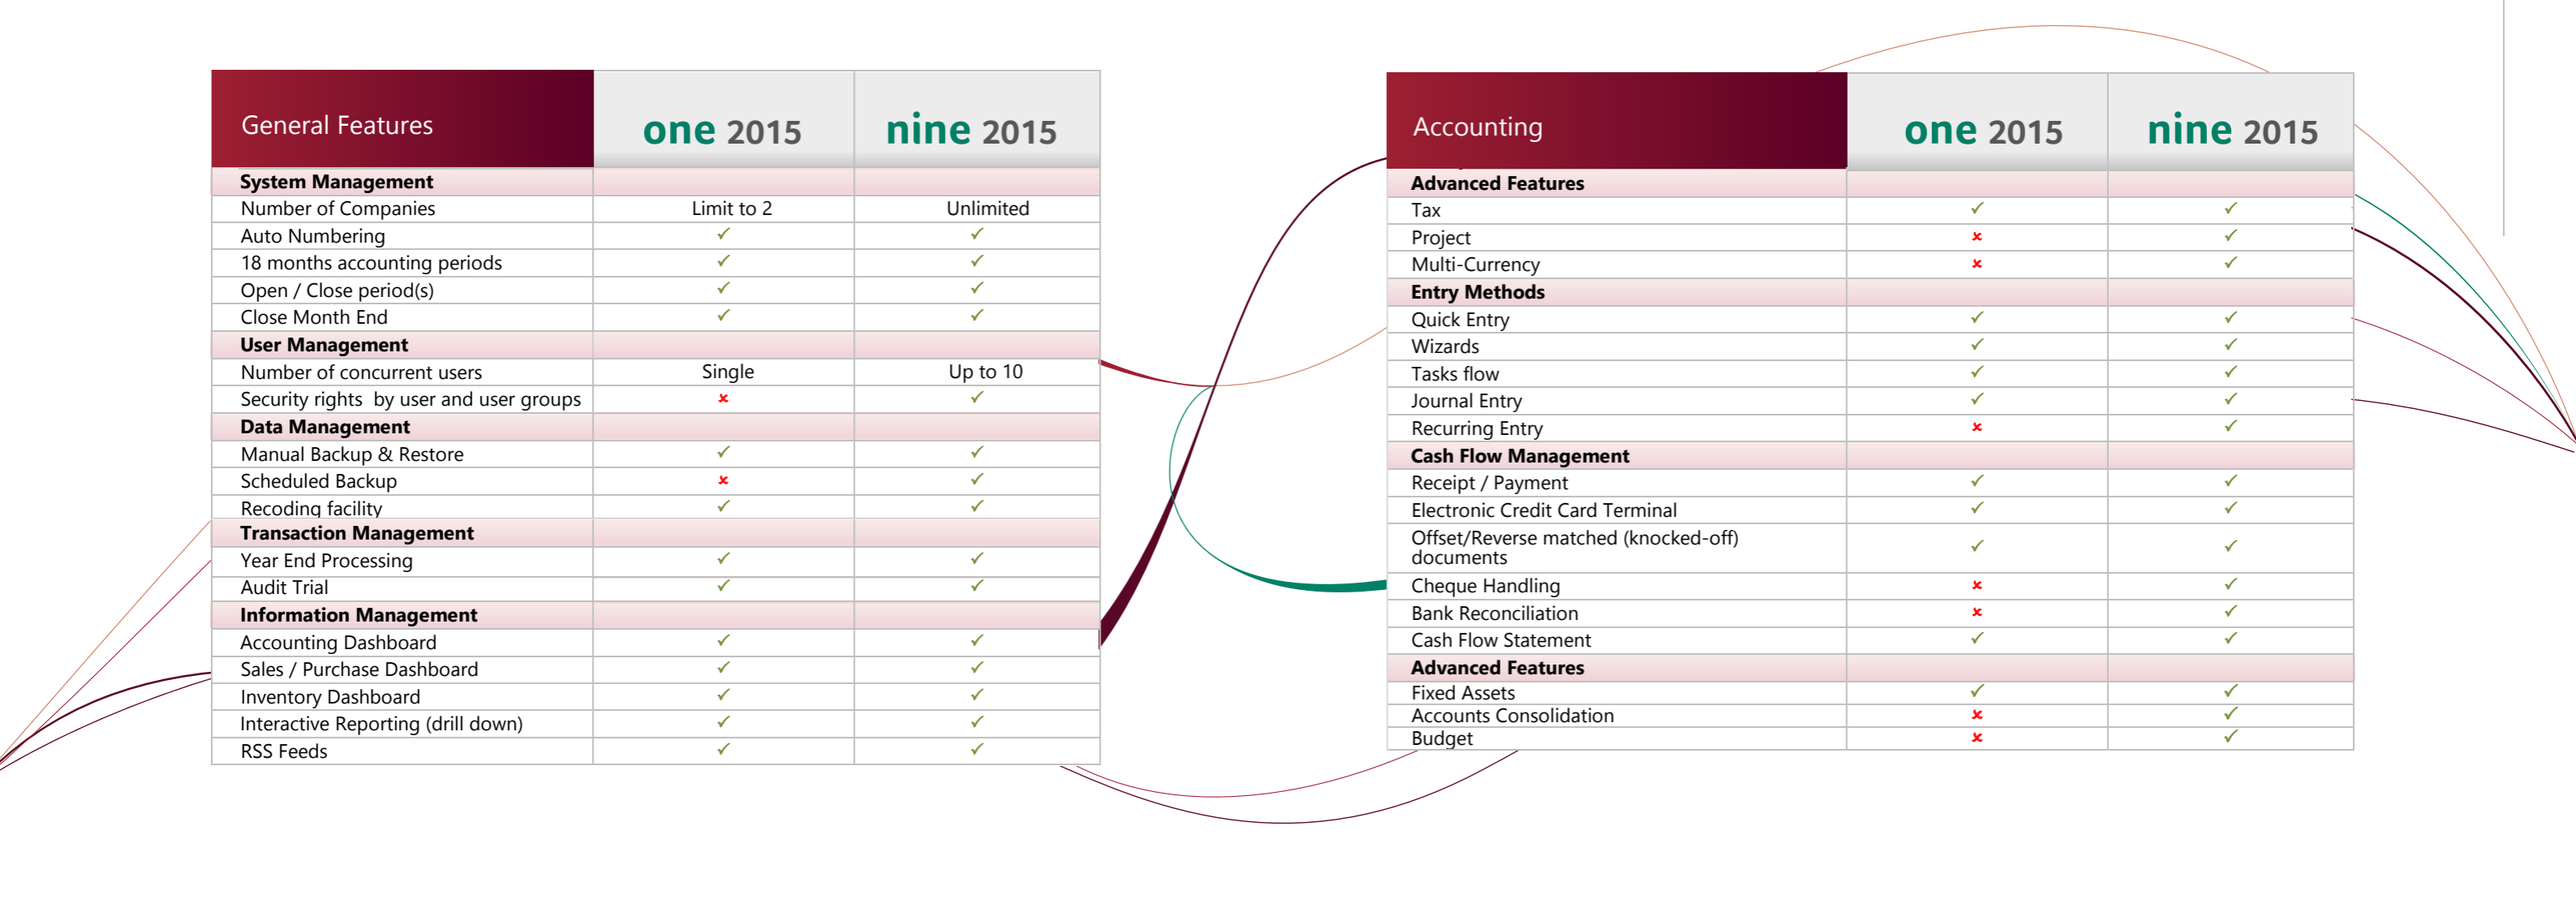 General Features one 2015 nine 2015
System Management
Number of Companies Limit to 2 Unlimited
Auto Numbering ✓ ✓
18 months accounting periods ✓ ✓
Open / Close period(s) ✓ ✓
Close Month End ✓ ✓
User Management
Number of concurrent users Single Up to 10
Security rights by user and user groups ✘ ✓
Data Management
Manual Backup & Restore ✓ ✓
Scheduled Backup ✘ ✓
Recoding facility ✓ ✓
Transaction Management
Year End Processing ✓ ✓
Audit Trial ✓ ✓
Information Management
Accounting Dashboard ✓ ✓
Sales / Purchase Dashboard ✓ ✓
Inventory Dashboard ✓ ✓
Interactive Reporting (drill down) ✓ ✓
RSS Feeds ✓ ✓
Accounting one 2015 nine 2015
Advanced Features
Tax ✓ ✓
Project ✘ ✓
Multi-Currency ✘ ✓
Entry Methods
Quick Entry ✓ ✓
Wizards ✓ ✓
Tasks flow ✓ ✓
Journal Entry ✓ ✓
Recurring Entry ✘ ✓
Cash Flow Management
Receipt / Payment ✓ ✓
Electronic Credit Card Terminal ✓ ✓
Offset/Reverse matched (knocked-off)
documents ✓ ✓
Cheque Handling ✘ ✓
Bank Reconciliation ✘ ✓
Cash Flow Statement ✓ ✓
Advanced Features
Fixed Assets ✓ ✓
Accounts Consolidation ✘ ✓
Budget ✘ ✓